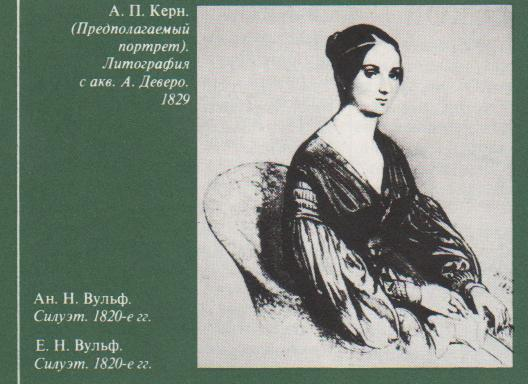 А. П. Керн.
(Предполагаемый
портрет).
Литография
с акв. А. Деверо.
1829
Ан. Н. Вульф.
Силуэт. 1820-е гг.
Е. Н. Вульф.
Силуэт. 1820-е гг.